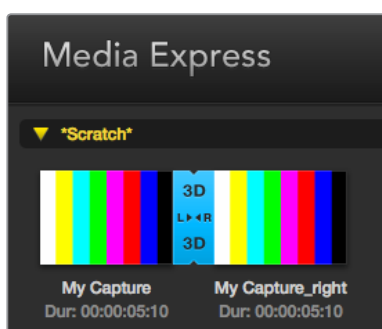 Media Express
*Scratch*
3D
L R
3D
My Capture My Capture_right
Dur: 00:00:05:10 Dur: 00:00:05:10